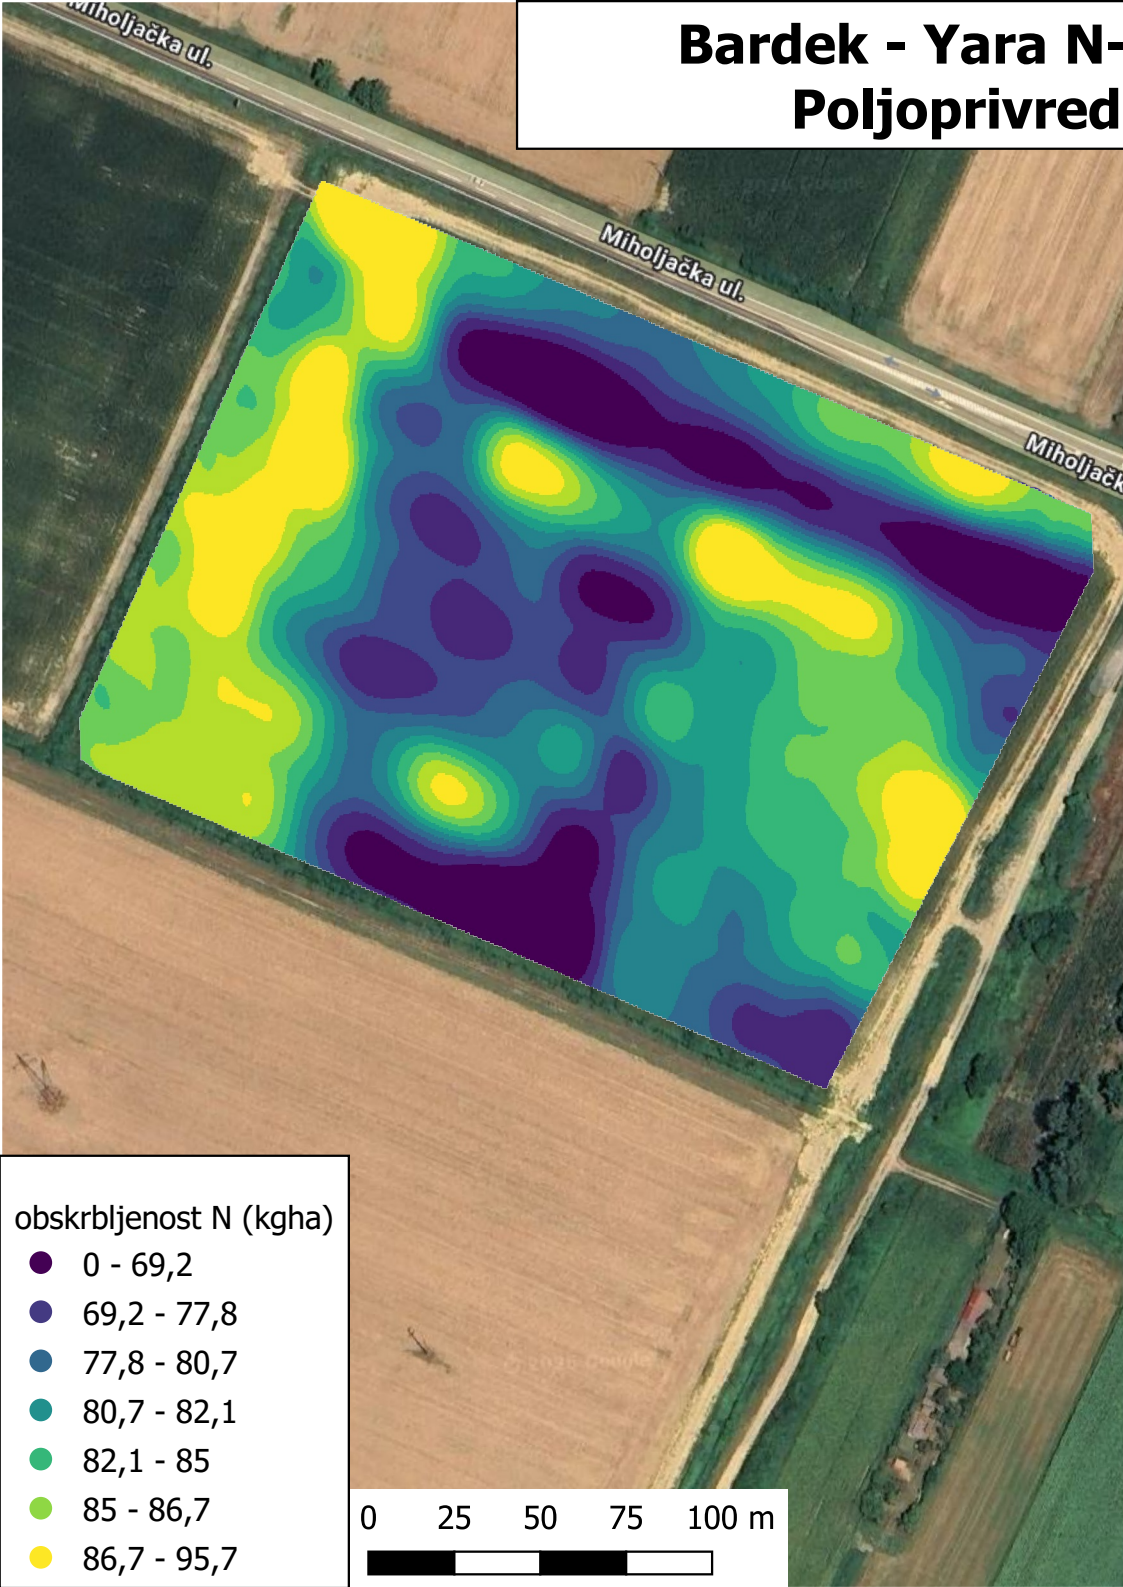 Miholjačka ul.
Bardek - Yara N-
Poljoprivred
Miholjačka ul.
Miholjačk
obskrbljenost N (kgha)
0 - 69,2
69,2 - 77,8
77,8 - 80,7
80,7 - 82,1
82,1 - 85
85 - 86,7
86,7 - 95,7
0 25 50 75 100 m